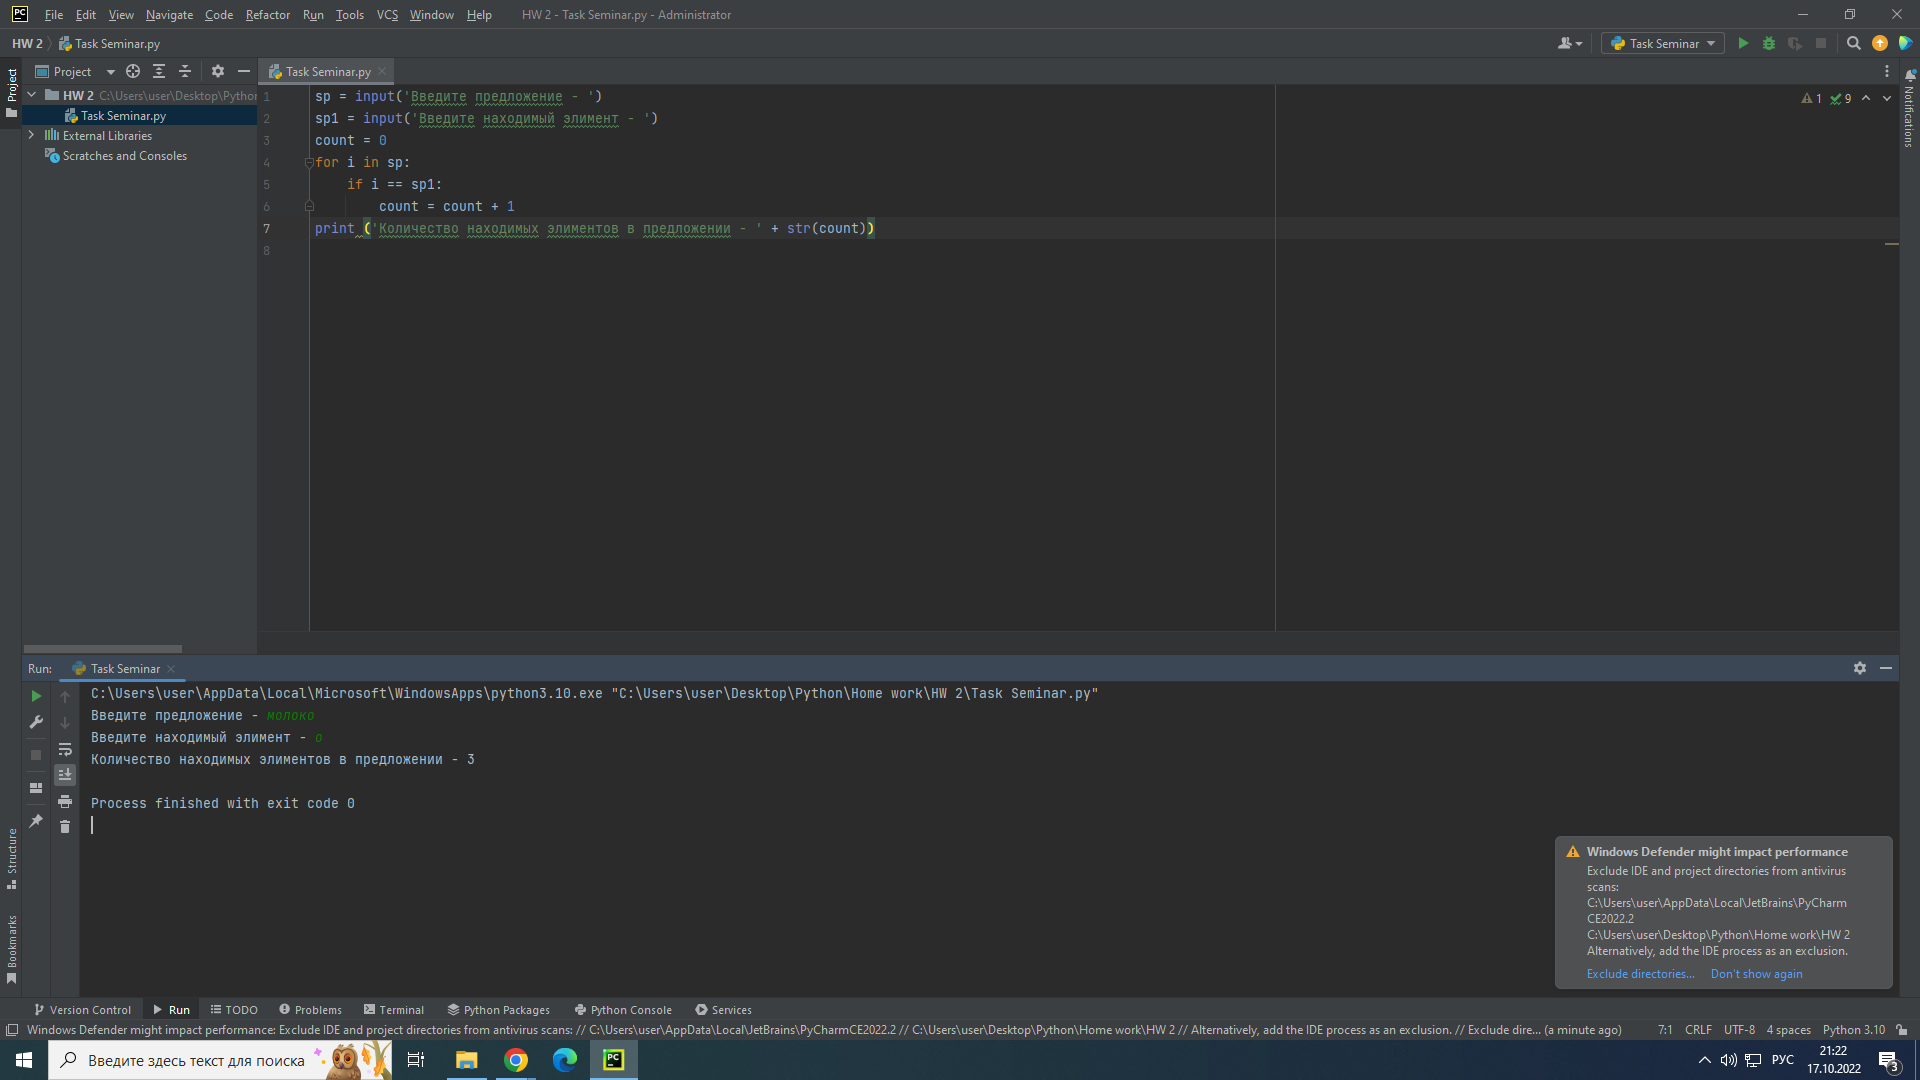 File Edit View Navigate Code Refactor Run Tools VCS Window Help HW 2 - Task Seminar.py - Administrator
HW 2 Task Seminar.py
Task Seminar
Project
Task Seminar.py
HW 2 C:\Users\user\Desktop\Python
Task Seminar.py
External Libraries
Scratches and Consoles
Project
Structure
Bookmarks
Notifications
1 9
1 sp = input('Введите предложение - ')
2 sp1 = input('Введите находимый элимент - ')
3 count = 0
4 for i in sp:
5 if i == sp1:
6 count = count + 1
7 print ('Количество находимых элиментов в предложении - ' + str(count))
8
Run: Task Seminar
C:\Users\user\AppData\Local\Microsoft\WindowsApps\python3.10.exe "C:\Users\user\Desktop\Python\Home work\HW 2\Task Seminar.py"
Введите предложение - молоко
Введите находимый элимент - о
Количество находимых элиментов в предложении - 3
Process finished with exit code 0
Windows Defender might impact performance
Exclude IDE and project directories from antivirus
scans:
C:\Users\user\AppData\Local\JetBrains\PyCharm
CE2022.2
C:\Users\user\Desktop\Python\Home work\HW 2
Alternatively, add the IDE process as an exclusion.
Exclude directories... Don't show again
Version Control Run TODO Problems Terminal Python Packages Python Console Services
Windows Defender might impact performance: Exclude IDE and project directories from antivirus scans: // C:\Users\user\AppData\Local\JetBrains\PyCharmCE2022.2 // C:\Users\user\Desktop\Python\Home work\HW 2 // Alternatively, add the IDE process as an exclusion. // Exclude dire... (a minute ago) 7:1 CRLF UTF-8 4 spaces Python 3.10
Введите здесь текст для поиска
РУС
21:22
17.10.2022
3